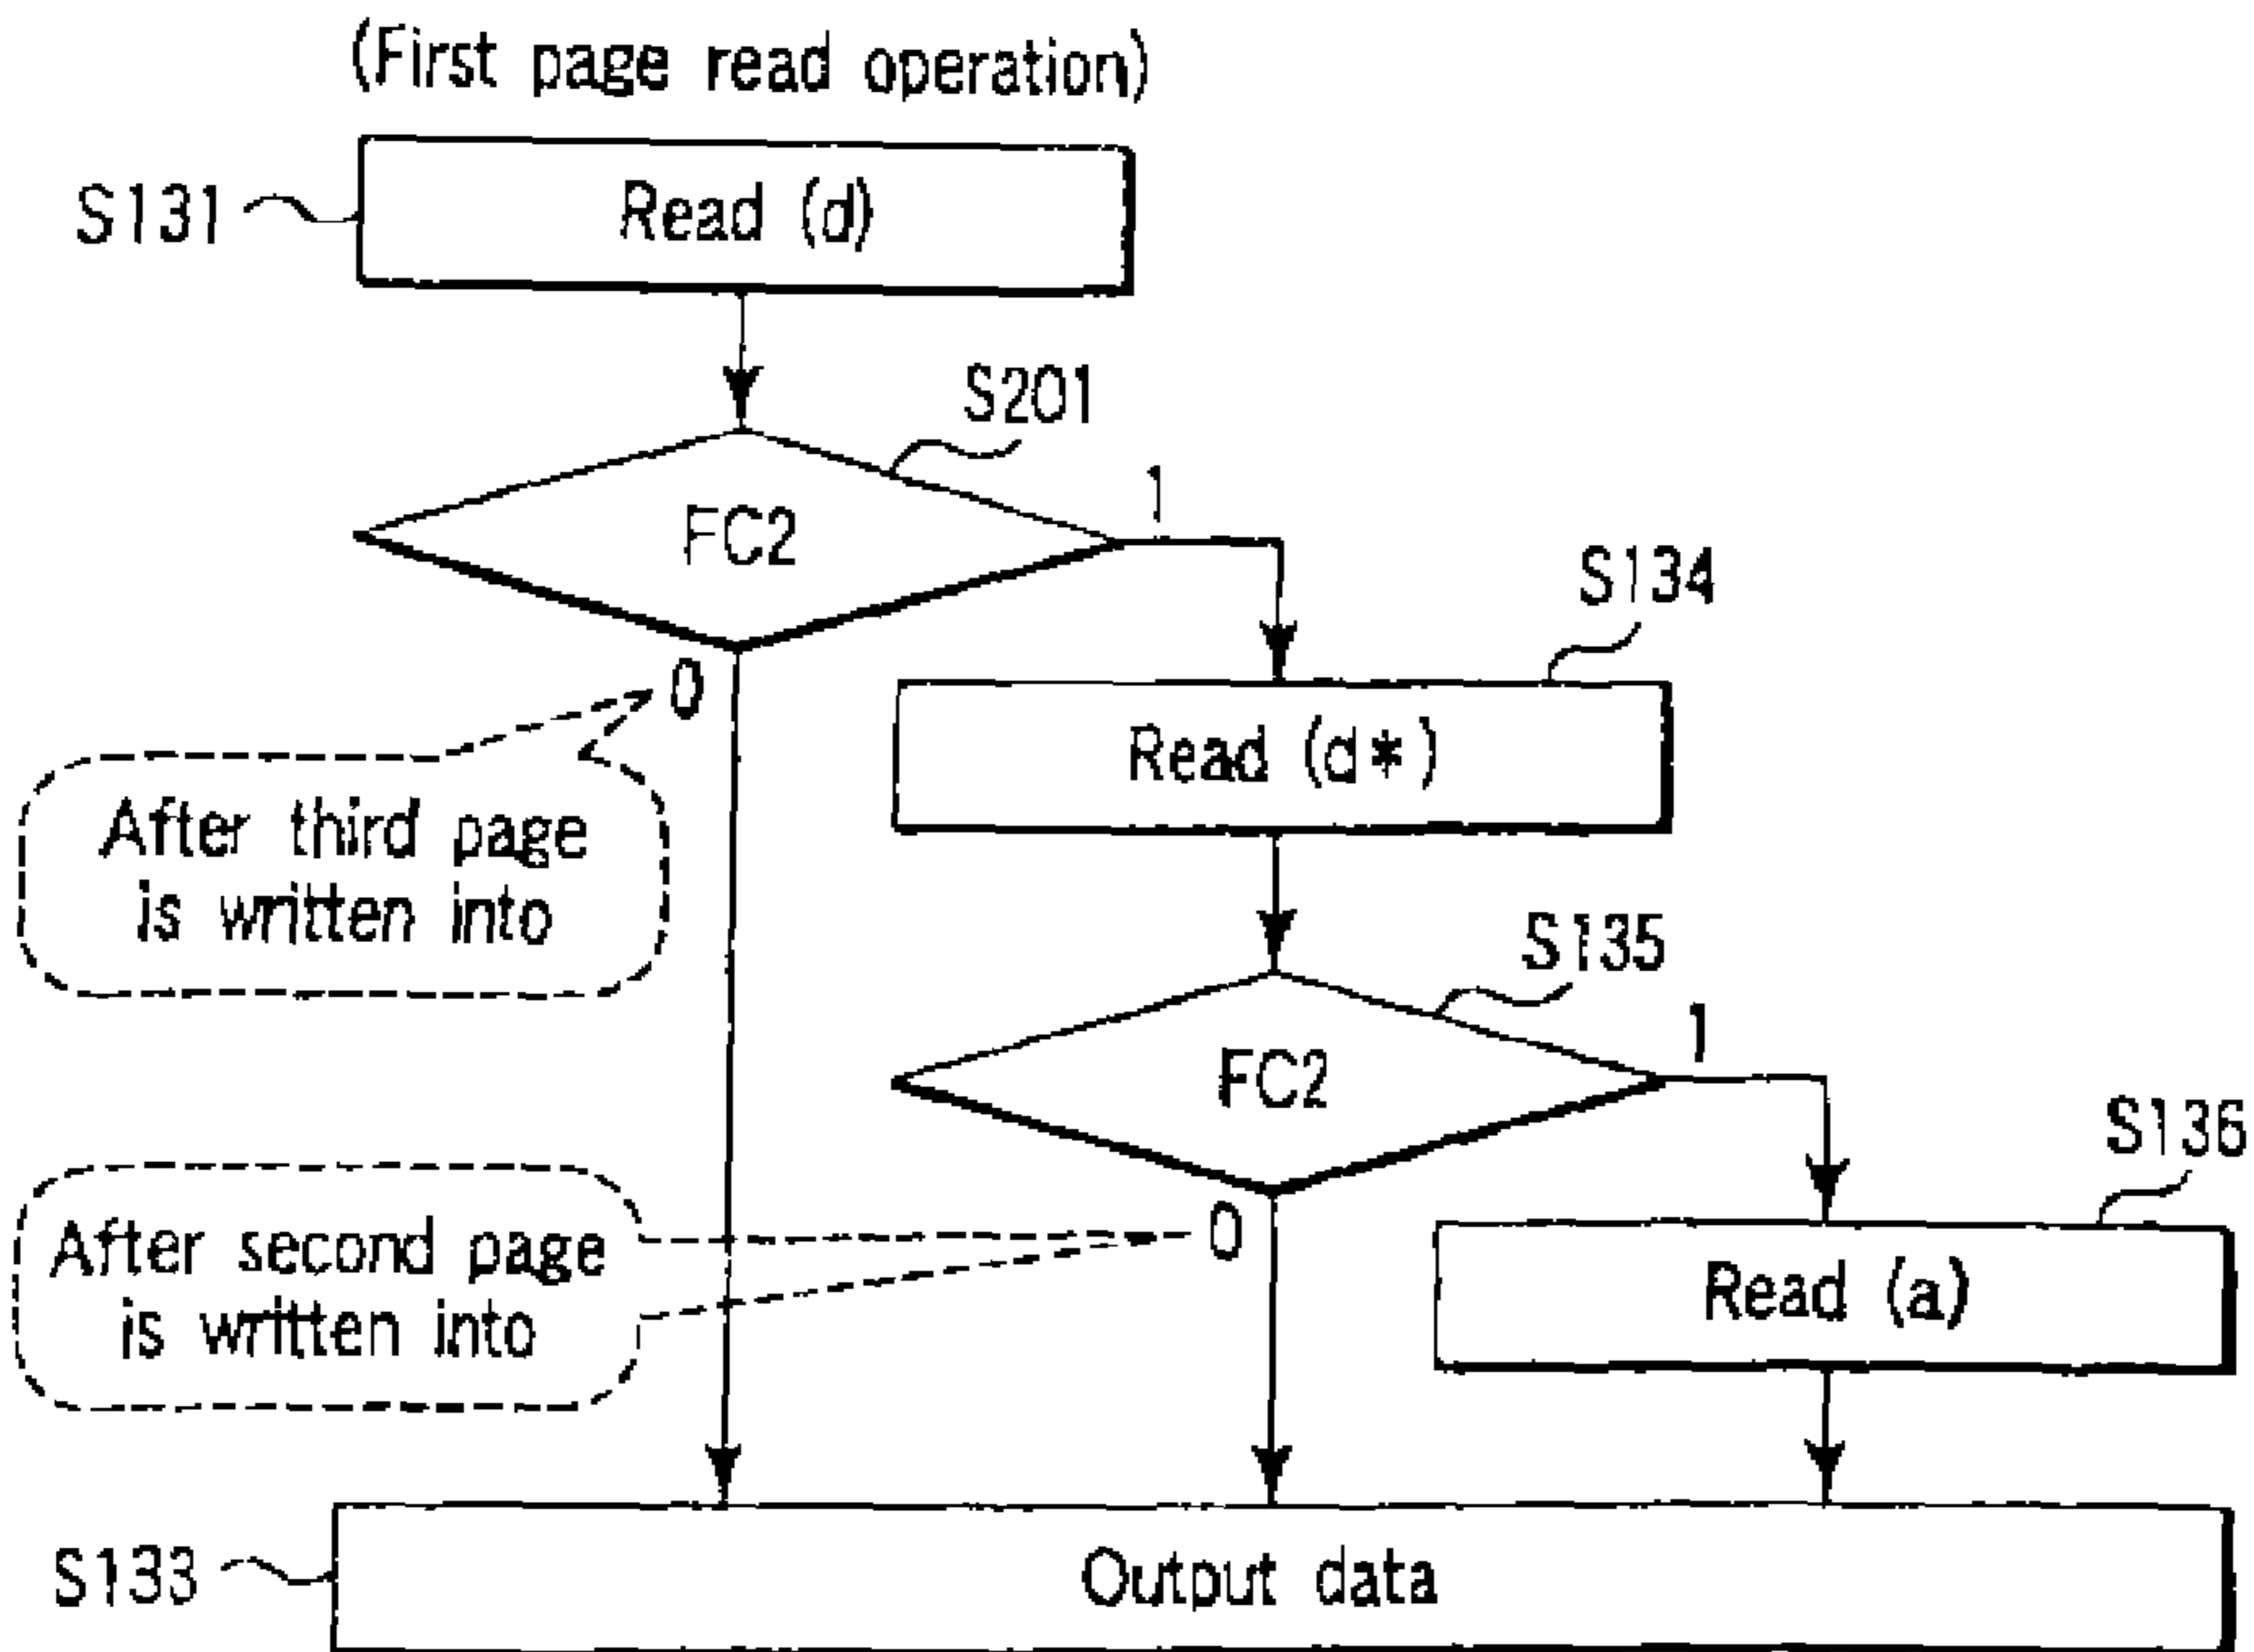 (First page read operation)
S131
Read (d)
S201
FC2
1
0
S134
Read (d*)
After third page
is written into
S135
FC2
1
0
S136
After second page
is written into
Read (a)
S133
Output data